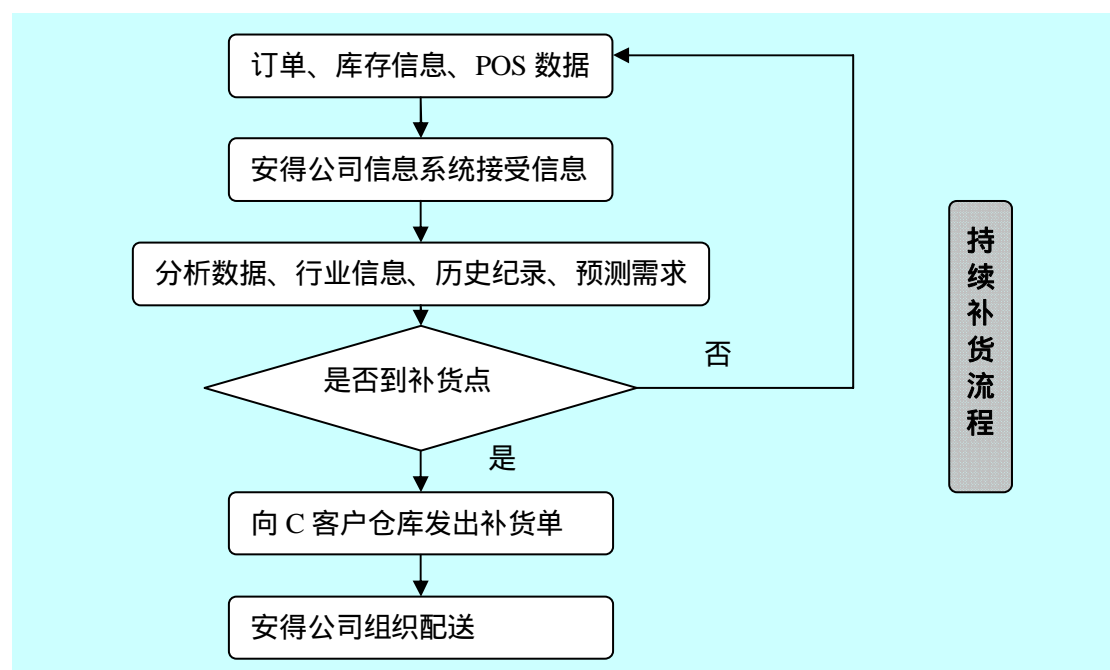 订单、库存信息、POS 数据
安得公司信息系统接受信息
分析数据、行业信息、历史纪录、预测需求
是否到补货点
否
是
向 C 客户仓库发出补货单
安得公司组织配送
持续补货流程